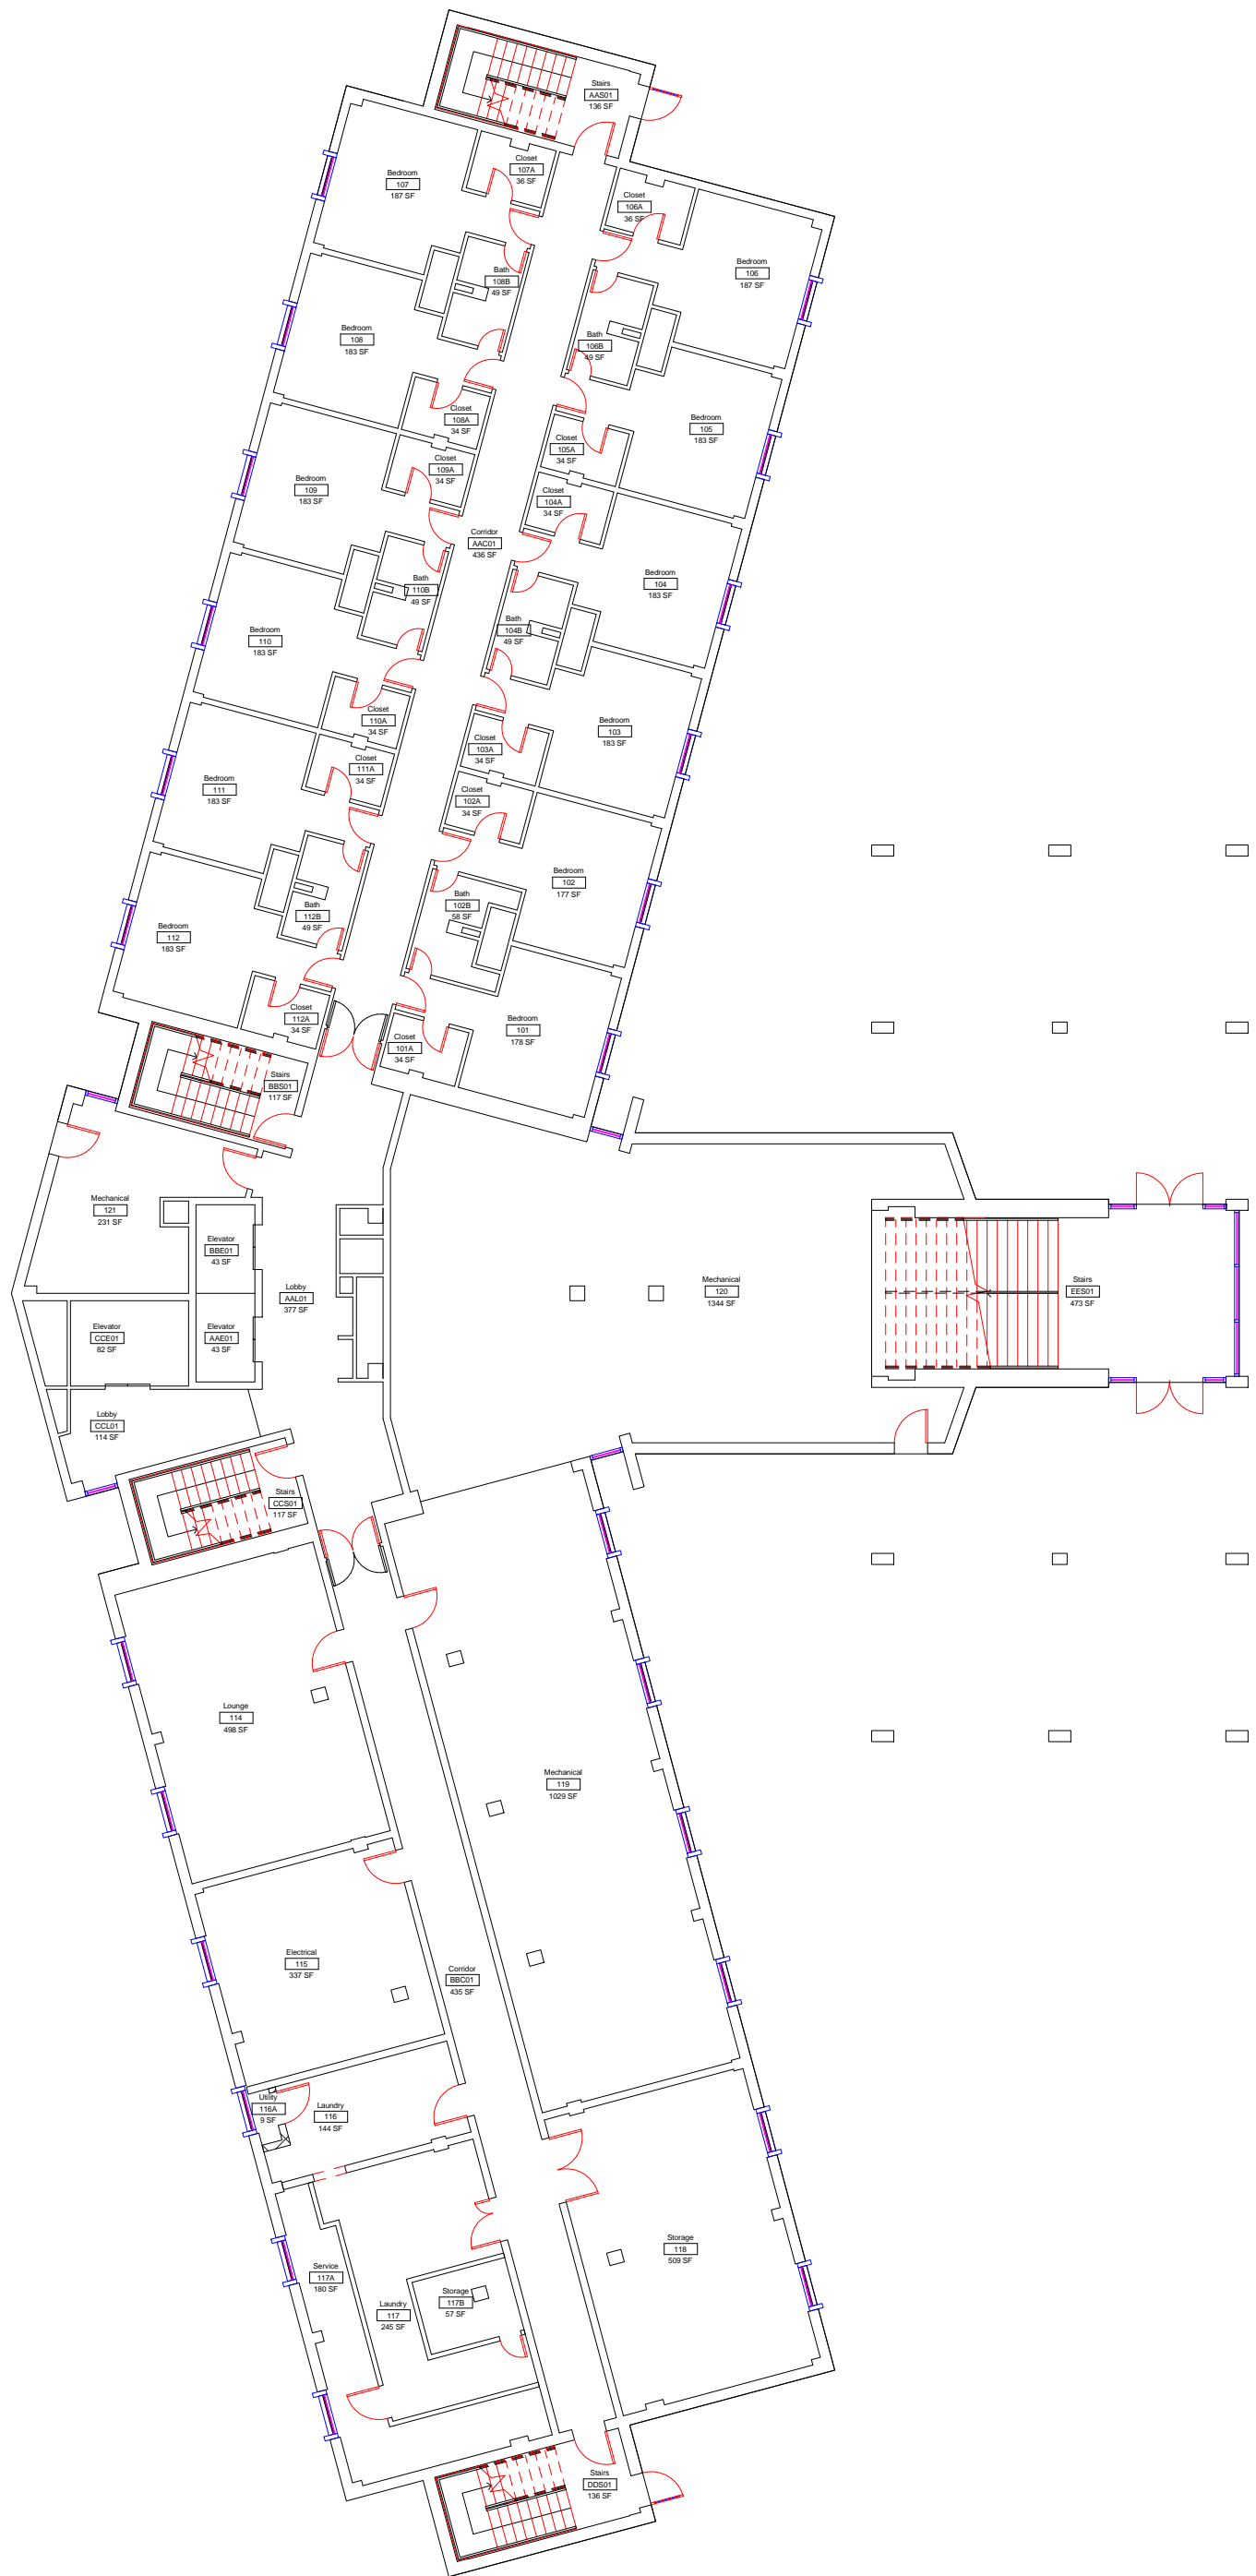 Stairs
AAS01
136 SF
Closet
107A
36 SF
Bedroom
107
187 SF
Closet
106A
36 SF
Bedroom
106
187 SF
Bath
108B
49 SF
Bedroom
108
183 SF
Bath
106B
49 SF
Closet
108A
34 SF
Bedroom
105
183 SF
Closet
105A
34 SF
Closet
109A
34 SF
Bedroom
109
183 SF
Closet
104A
34 SF
Corridor
AAC01
436 SF
Bedroom
104
183 SF
Bath
110B
49 SF
Bath
104B
49 SF
Bedroom
110
183 SF
Closet
110A
34 SF
Bedroom
103
183 SF
Closet
103A
34 SF
Closet
111A
34 SF
Bedroom
111
183 SF
Closet
102A
34 SF
Bedroom
102
177 SF
Bath
102B
58 SF
Bath
112B
49 SF
Bedroom
112
183 SF
Closet
112A
34 SF
Bedroom
101
178 SF
Closet
101A
34 SF
Stairs
BBS01
117 SF
Mechanical
121
231 SF
Elevator
BBE01
43 SF
Lobby
AAL01
377 SF
Mechanical
120
1344 SF
Stairs
EES01
473 SF
Elevator
CCE01
82 SF
Elevator
AAE01
43 SF
Lobby
CCL01
114 SF
Stairs
CCS01
117 SF
Lounge
114
498 SF
Mechanical
119
1029 SF
Electrical
115
337 SF
Corridor
BBC01
435 SF
Utility
116A
9 SF
Laundry
116
144 SF
Storage
118
509 SF
Service
117A
180 SF
Storage
117B
57 SF
Laundry
117
245 SF
Stairs
DDS01
136 SF